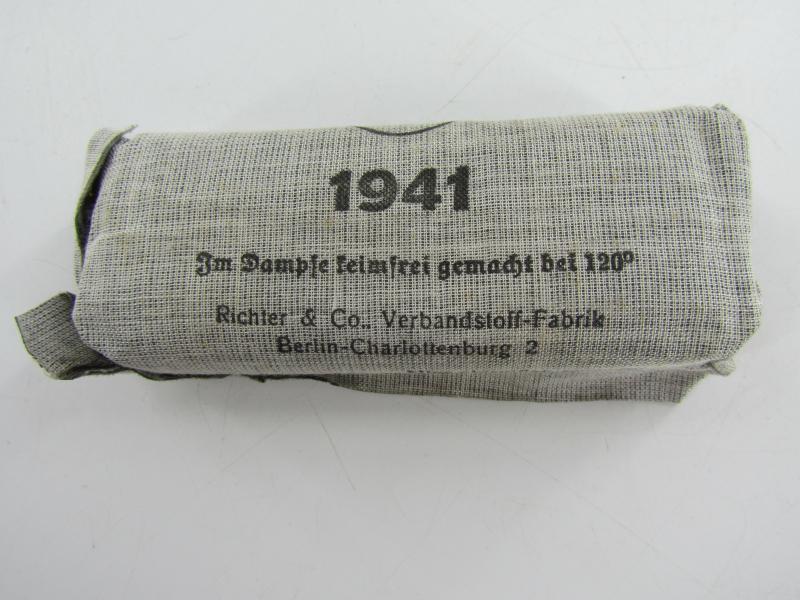 1941
Im Dampfe keimfrei gemacht bei 120°
Richter & Co., Verbandstoff-Fabrik
Berlin-Charlottenburg 2